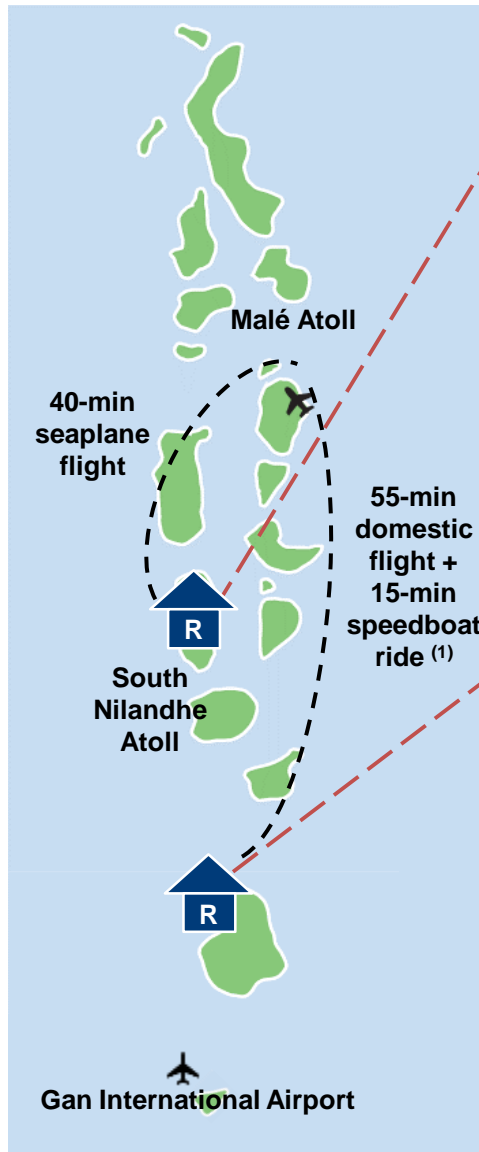 Malé Atoll
40-min
seaplane
flight
55-min
domestic
flight +
15-min
speedboat
ride (1)
R
South
Nilandhe
Atoll
R
Gan International Airport